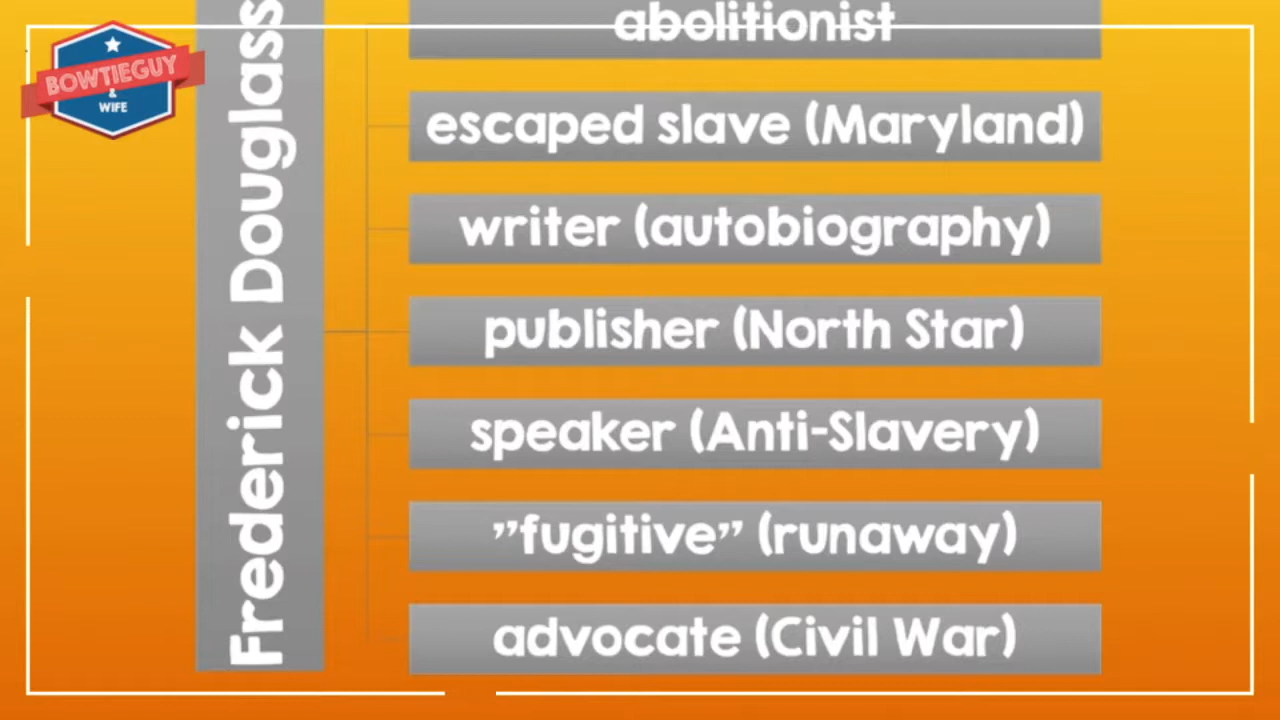 BOWTIEGUY
&
WIFE
Frederick Douglass
abolitionist
escaped slave (Maryland)
writer (autobiography)
publisher (North Star)
speaker (Anti-Slavery)
”fugitive” (runaway)
advocate (Civil War)